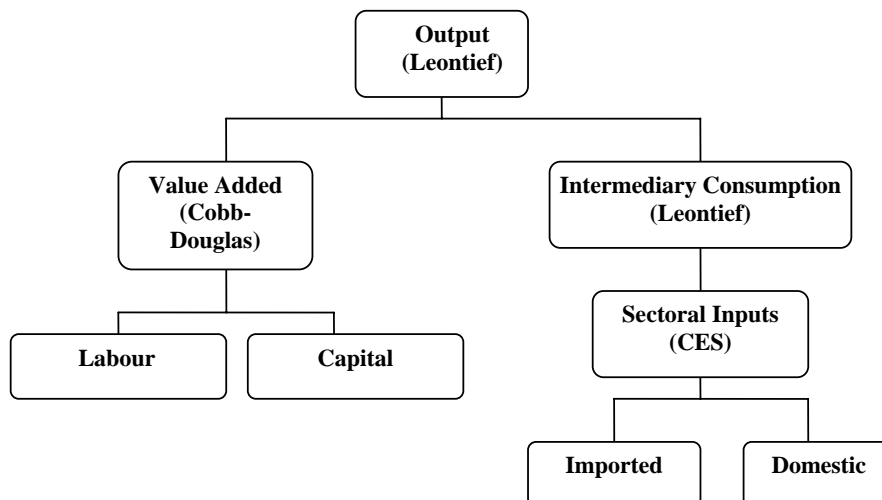 Output
(Leontief)
Value Added
(Cobb-
Douglas)
Intermediary Consumption
(Leontief)
Sectoral Inputs
(CES)
Labour
Capital
Imported
Domestic